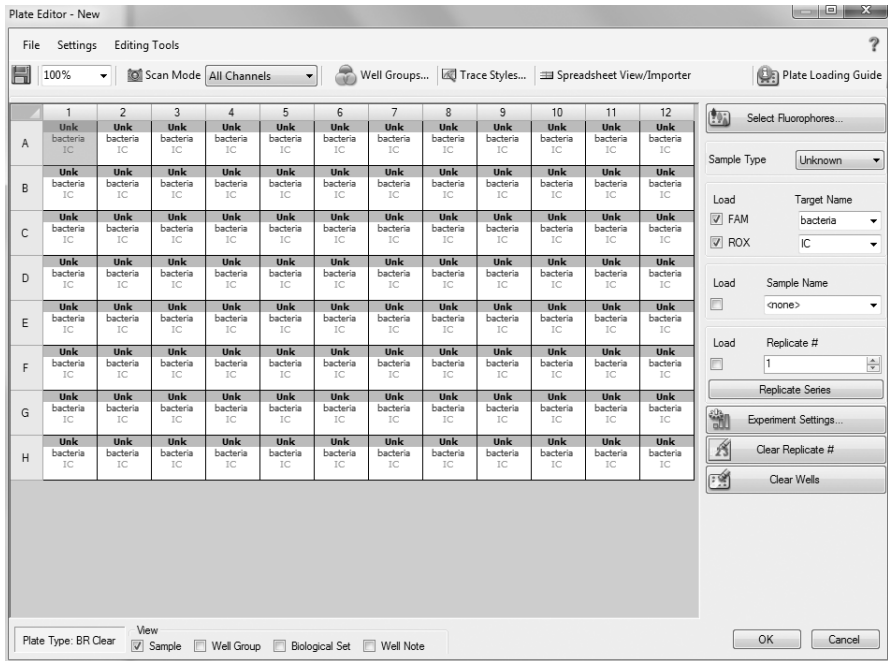 Plate Editor - New
File Settings Editing Tools ?
100% Scan Mode All Channels Well Groups... Trace Styles... Spreadsheet View/Importer Plate Loading Guide
1 2 3 4 5 6 7 8 9 10 11 12
Unk Unk Unk Unk Unk Unk Unk Unk Unk Unk Unk Unk
A bacteria bacteria bacteria bacteria bacteria bacteria bacteria bacteria bacteria bacteria bacteria bacteria
IC IC IC IC IC IC IC IC IC IC IC IC
Unk Unk Unk Unk Unk Unk Unk Unk Unk Unk Unk Unk
B bacteria bacteria bacteria bacteria bacteria bacteria bacteria bacteria bacteria bacteria bacteria bacteria
IC IC IC IC IC IC IC IC IC IC IC IC
Unk Unk Unk Unk Unk Unk Unk Unk Unk Unk Unk Unk
C bacteria bacteria bacteria bacteria bacteria bacteria bacteria bacteria bacteria bacteria bacteria bacteria
IC IC IC IC IC IC IC IC IC IC IC IC
Unk Unk Unk Unk Unk Unk Unk Unk Unk Unk Unk Unk
D bacteria bacteria bacteria bacteria bacteria bacteria bacteria bacteria bacteria bacteria bacteria bacteria
IC IC IC IC IC IC IC IC IC IC IC IC
Unk Unk Unk Unk Unk Unk Unk Unk Unk Unk Unk Unk
E bacteria bacteria bacteria bacteria bacteria bacteria bacteria bacteria bacteria bacteria bacteria bacteria
IC IC IC IC IC IC IC IC IC IC IC IC
Unk Unk Unk Unk Unk Unk Unk Unk Unk Unk Unk Unk
F bacteria bacteria bacteria bacteria bacteria bacteria bacteria bacteria bacteria bacteria bacteria bacteria
IC IC IC IC IC IC IC IC IC IC IC IC
Unk Unk Unk Unk Unk Unk Unk Unk Unk Unk Unk Unk
G bacteria bacteria bacteria bacteria bacteria bacteria bacteria bacteria bacteria bacteria bacteria bacteria
IC IC IC IC IC IC IC IC IC IC IC IC
Unk Unk Unk Unk Unk Unk Unk Unk Unk Unk Unk Unk
H bacteria bacteria bacteria bacteria bacteria bacteria bacteria bacteria bacteria bacteria bacteria bacteria
IC IC IC IC IC IC IC IC IC IC IC IC
Select Fluorophores...
Sample Type Unknown
Load Target Name
FAM bacteria
ROX IC
Load Sample Name
<none>
Load Replicate #
1
Replicate Series
Experiment Settings...
Clear Replicate #
Clear Wells
Plate Type: BR Clear
View
Sample Well Group Biological Set Well Note
OK Cancel